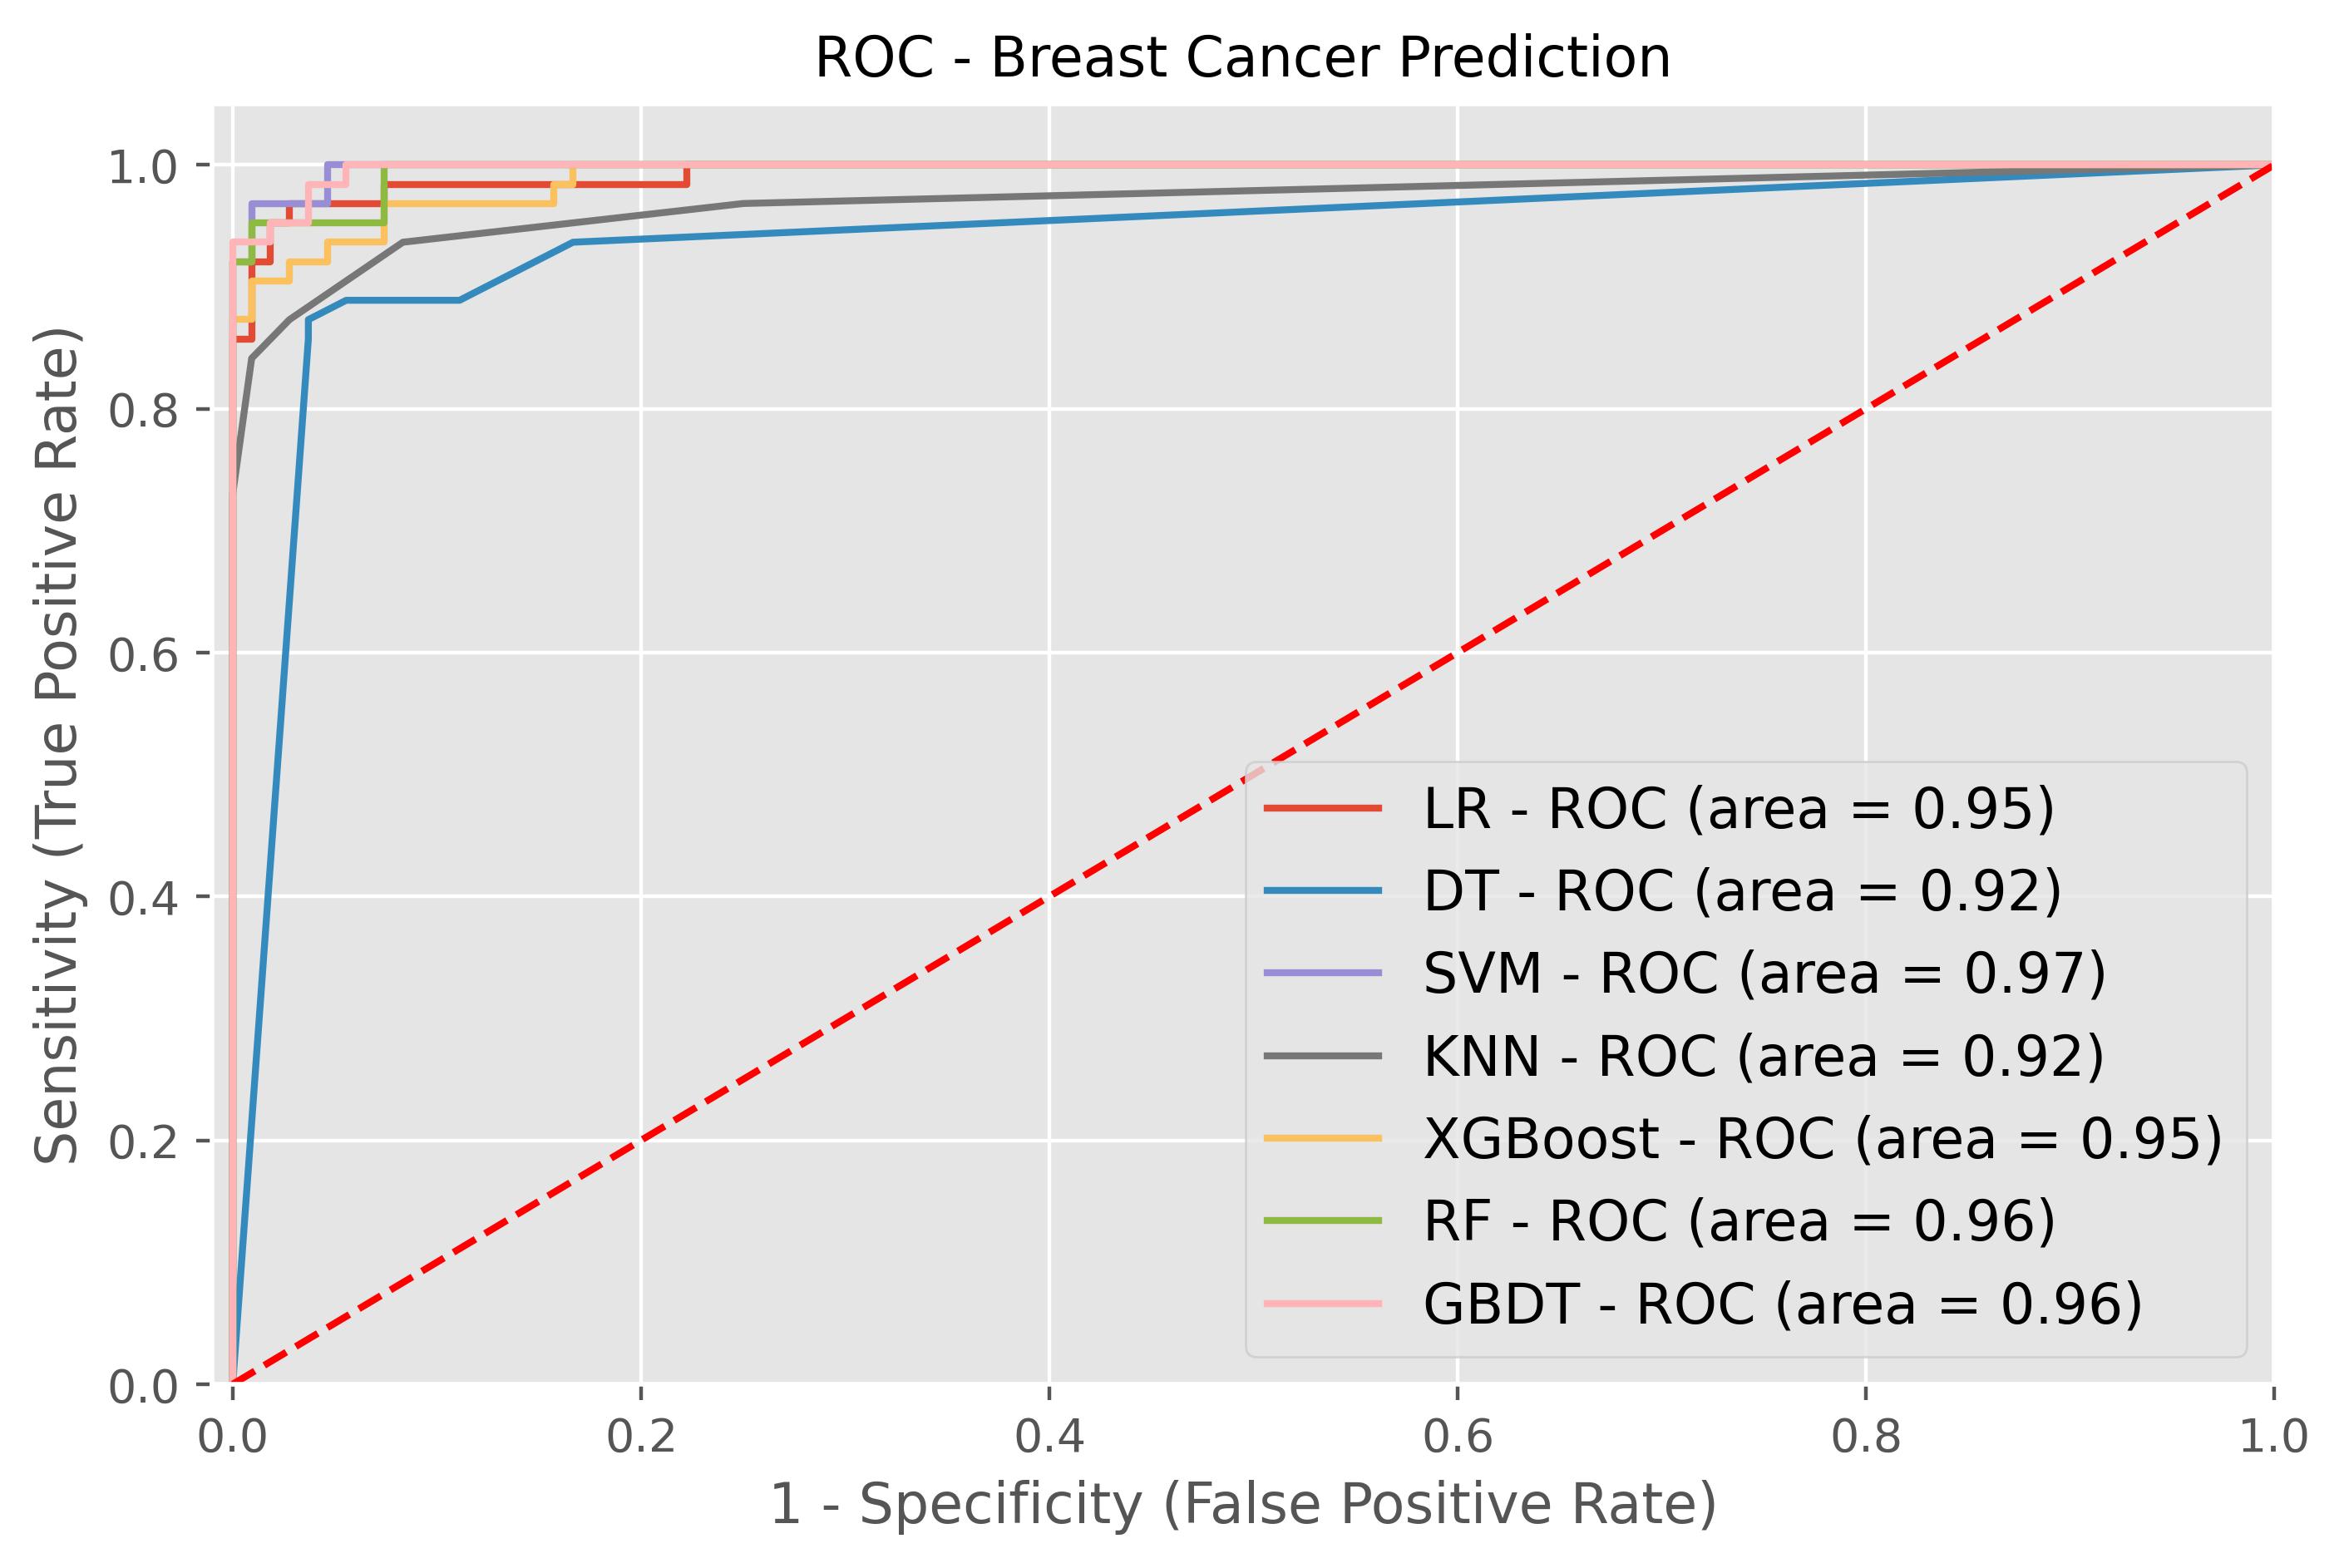 ROC - Breast Cancer Prediction
1.0
0.8
0.6
0.4
0.2
0.0
Sensitivity (True Positive Rate)
LR - ROC (area = 0.95)
DT - ROC (area = 0.92)
SVM - ROC (area = 0.97)
KNN - ROC (area = 0.92)
XGBoost - ROC (area = 0.95)
RF - ROC (area = 0.96)
GBDT - ROC (area = 0.96)
0.0 0.2 0.4 0.6 0.8 1.0
1 - Specificity (False Positive Rate)